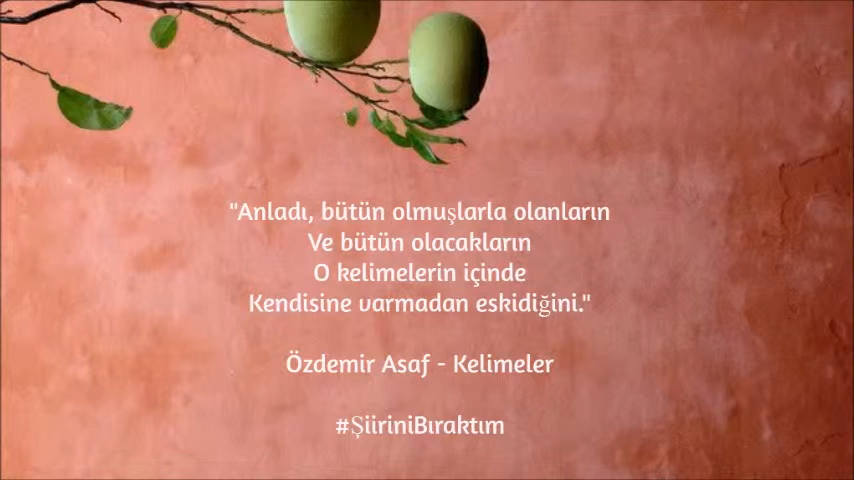 "Anladı, bütün olmuşlarla olanların
Ve bütün olacakların
O kelimelerin içinde
Kendisine varmadan eskidiğini."
Özdemir Asaf - Kelimeler
#ŞiiriniBıraktım